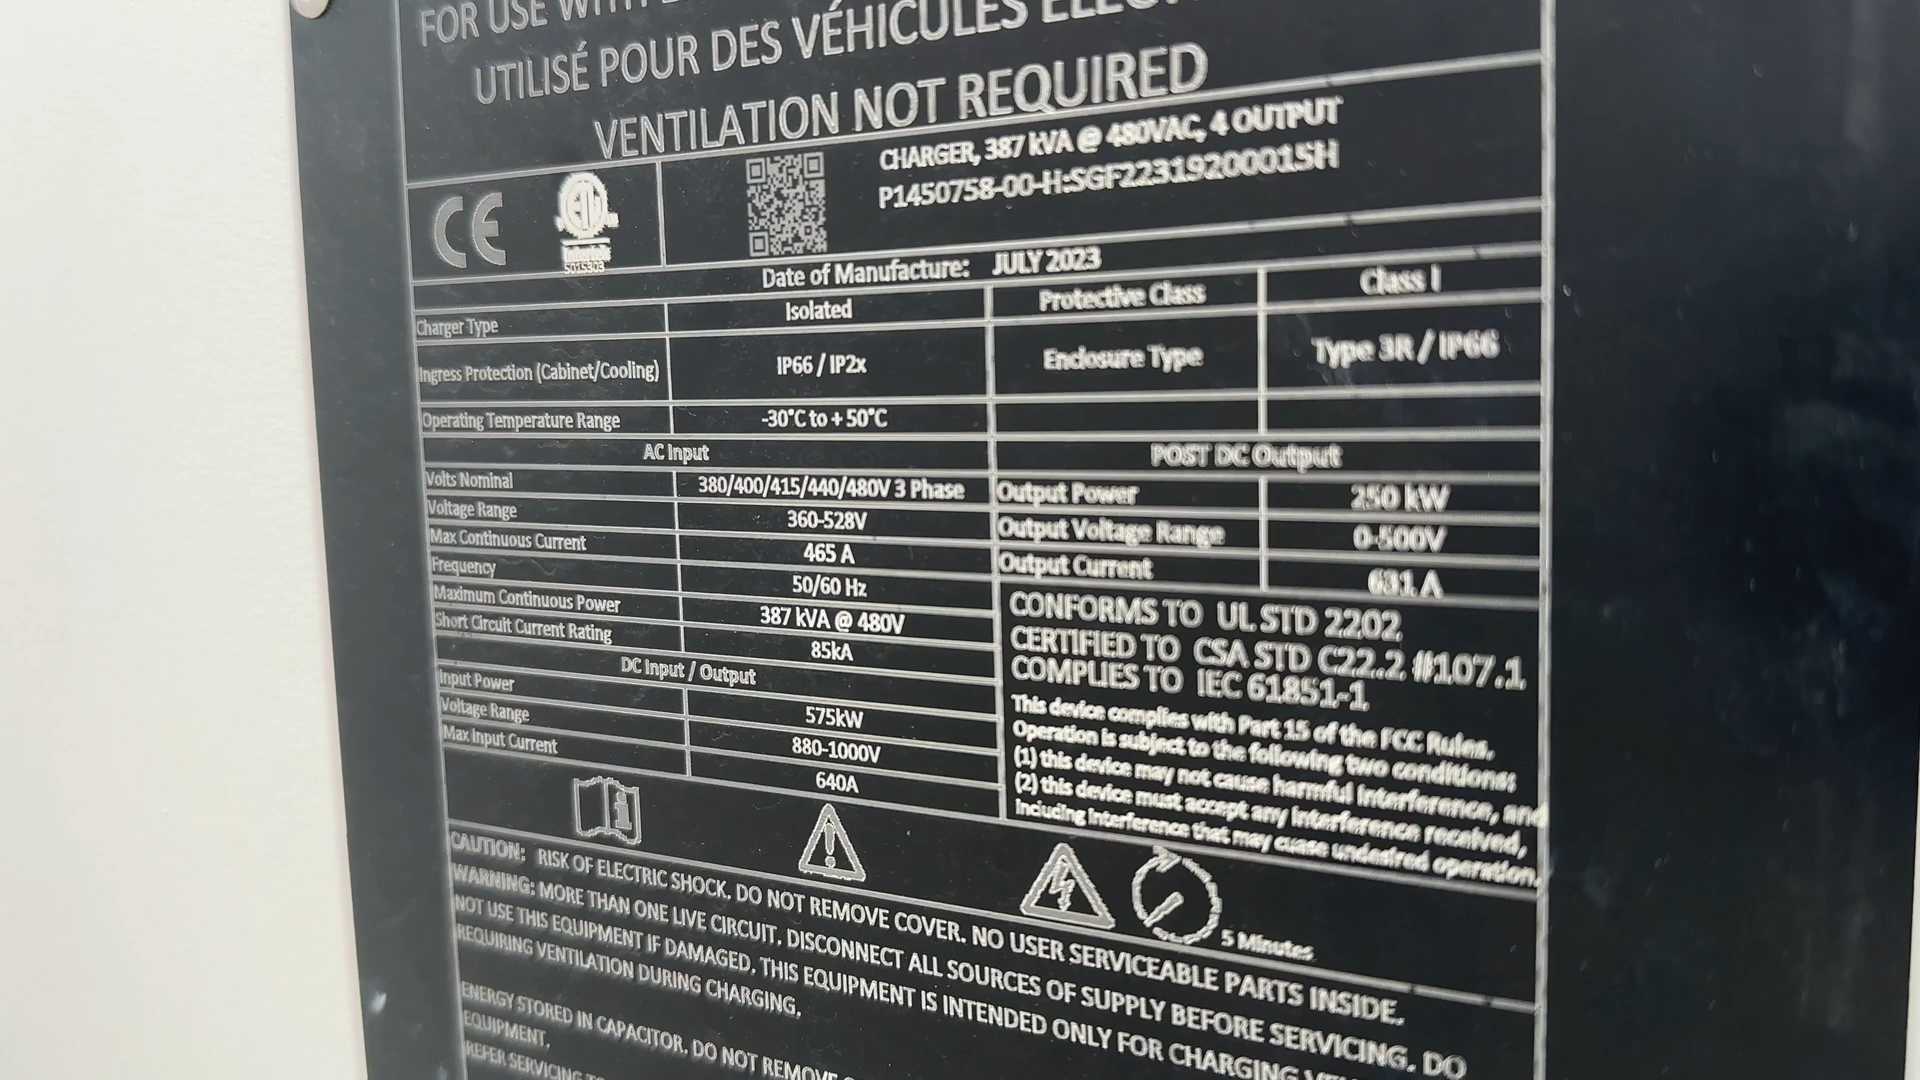 FOR USE WITH
UTILISÉ POUR DES VÉHICULES
VENTILATION NOT REQUIRED
CE
Intertek
5015303
CHARGER, 387 kVA @ 480VAC, 4 OUTPUT
P1450758-00-H:SGF22319200015H
Date of Manufacture: JULY 2023
Charger Type Isolated Protective Class Class I
Ingress Protection (Cabinet/Cooling) IP66 / IP2x Enclosure Type Type 3R / IP66
Operating Temperature Range -30°C to + 50°C
AC Input
Volts Nominal 380/400/415/440/480V 3 Phase
Voltage Range 360-528V
Max Continuous Current 465 A
Frequency 50/60 Hz
Maximum Continuous Power 387 kVA @ 480V
Short Circuit Current Rating 85kA
DC Input / Output
Input Power 575kW
Voltage Range 880-1000V
Max Input Current 640A
POST DC Output
Output Power 250 kW
Output Voltage Range 0-500V
Output Current 631 A
CONFORMS TO UL STD 2202
CERTIFIED TO CSA STD C22.2 #107.1
COMPLIES TO IEC 61851-1
This device complies with Part 15 of the FCC Rules.
Operation is subject to the following two conditions:
(1) this device may not cause harmful interference, and
(2) this device must accept any interference received,
including interference that may cuase undestred operation.
5 Minutes
CAUTION: RISK OF ELECTRIC SHOCK. DO NOT REMOVE COVER. NO USER SERVICEABLE PARTS INSIDE.
WARNING: MORE THAN ONE LIVE CIRCUIT. DISCONNECT ALL SOURCES OF SUPPLY BEFORE SERVICING. DO
NOT USE THIS EQUIPMENT IF DAMAGED. THIS EQUIPMENT IS INTENDED ONLY FOR CHARGING
REQUIRING VENTILATION DURING CHARGING.
ENERGY STORED IN CAPACITOR. DO NOT REMOVE
EQUIPMENT.
REFER SERVICING